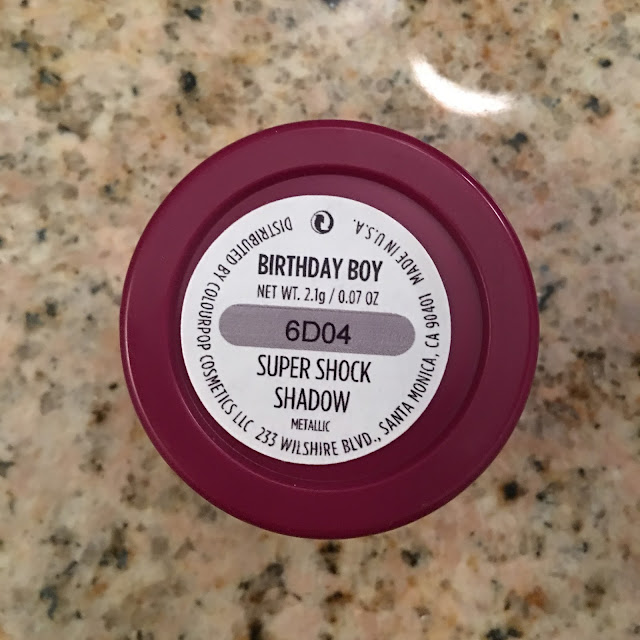 BIRTHDAY BOY
NET WT. 2.1g / 0.07 OZ
6D04
SUPER SHOCK
SHADOW
METALLIC
DISTRIBUTED BY COLOURPOP COSMETICS LLC 233 WILSHIRE BLVD., SANTA MONICA, CA 90401 MADE IN U.S.A.